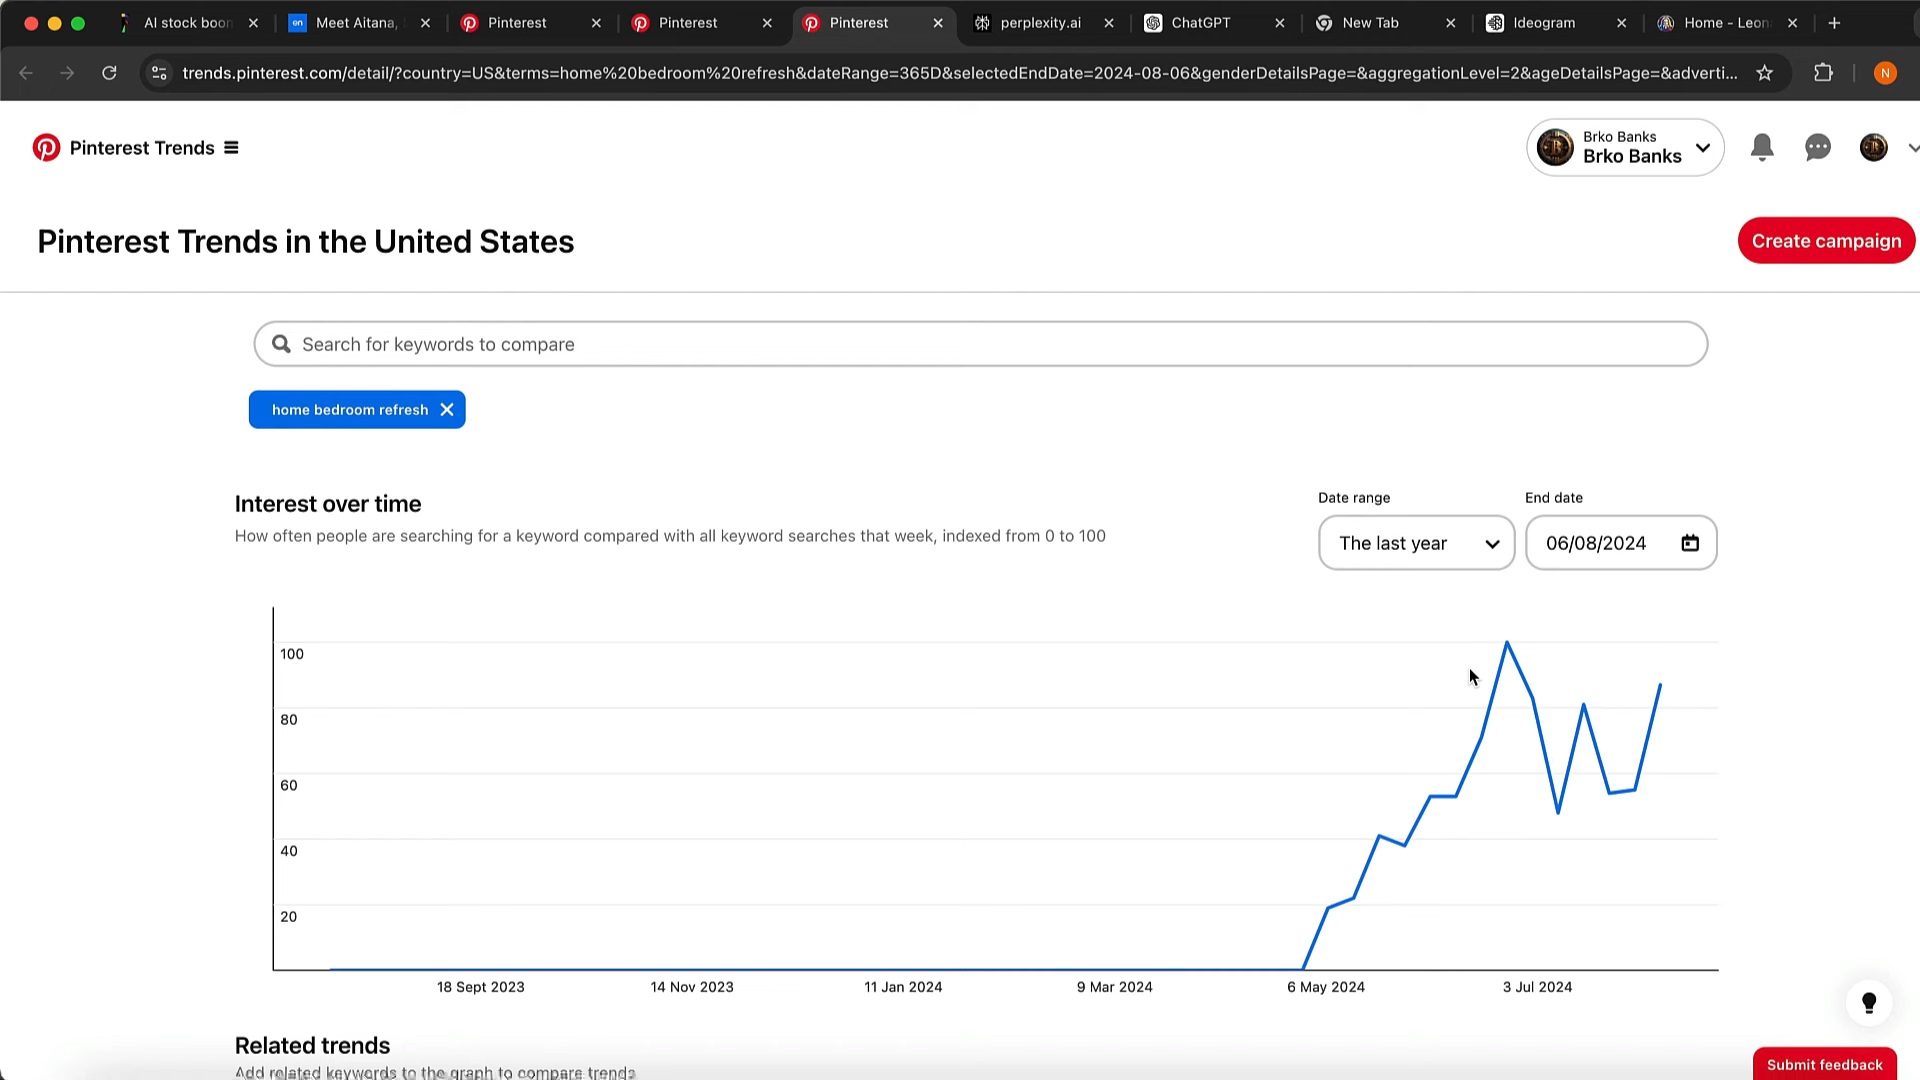 AI stock boon
Meet Aitana,
Pinterest
Pinterest
Pinterest
perplexity.ai
ChatGPT
New Tab
Ideogram
Home - Leon
trends.pinterest.com/detail/?country=US&terms=home%20bedroom%20refresh&dateRange=365D&selectedEndDate=2024-08-06&genderDetailsPage=&aggregationLevel=2&ageDetailsPage=&adverti...
N
Pinterest Trends
Brko Banks
Brko Banks
Pinterest Trends in the United States
Create campaign
Search for keywords to compare
home bedroom refresh
Interest over time
How often people are searching for a keyword compared with all keyword searches that week, indexed from 0 to 100
Date range
The last year
End date
06/08/2024
100
80
60
40
20
18 Sept 2023
14 Nov 2023
11 Jan 2024
9 Mar 2024
6 May 2024
3 Jul 2024
Related trends
Add related keywords to the graph to compare trends
Submit feedback